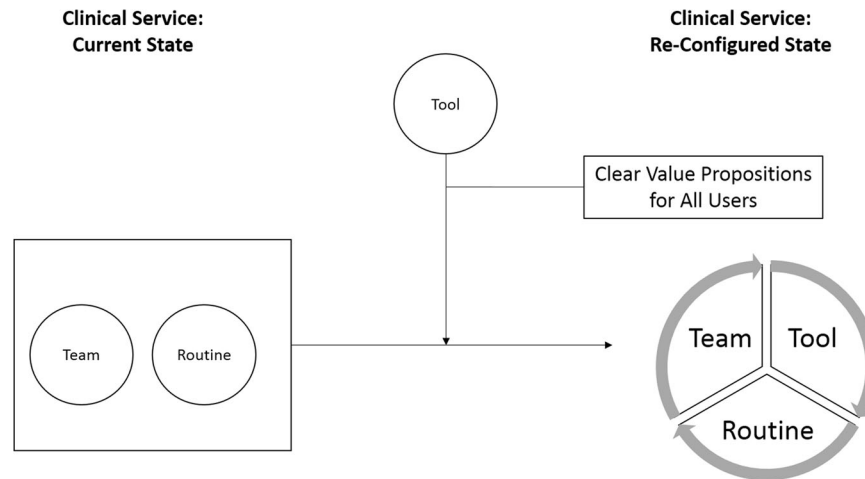 Clinical Service:
Current State
Clinical Service:
Re-Configured State
Tool
Clear Value Propositions
for All Users
Team
Routine
Team
Tool
Routine